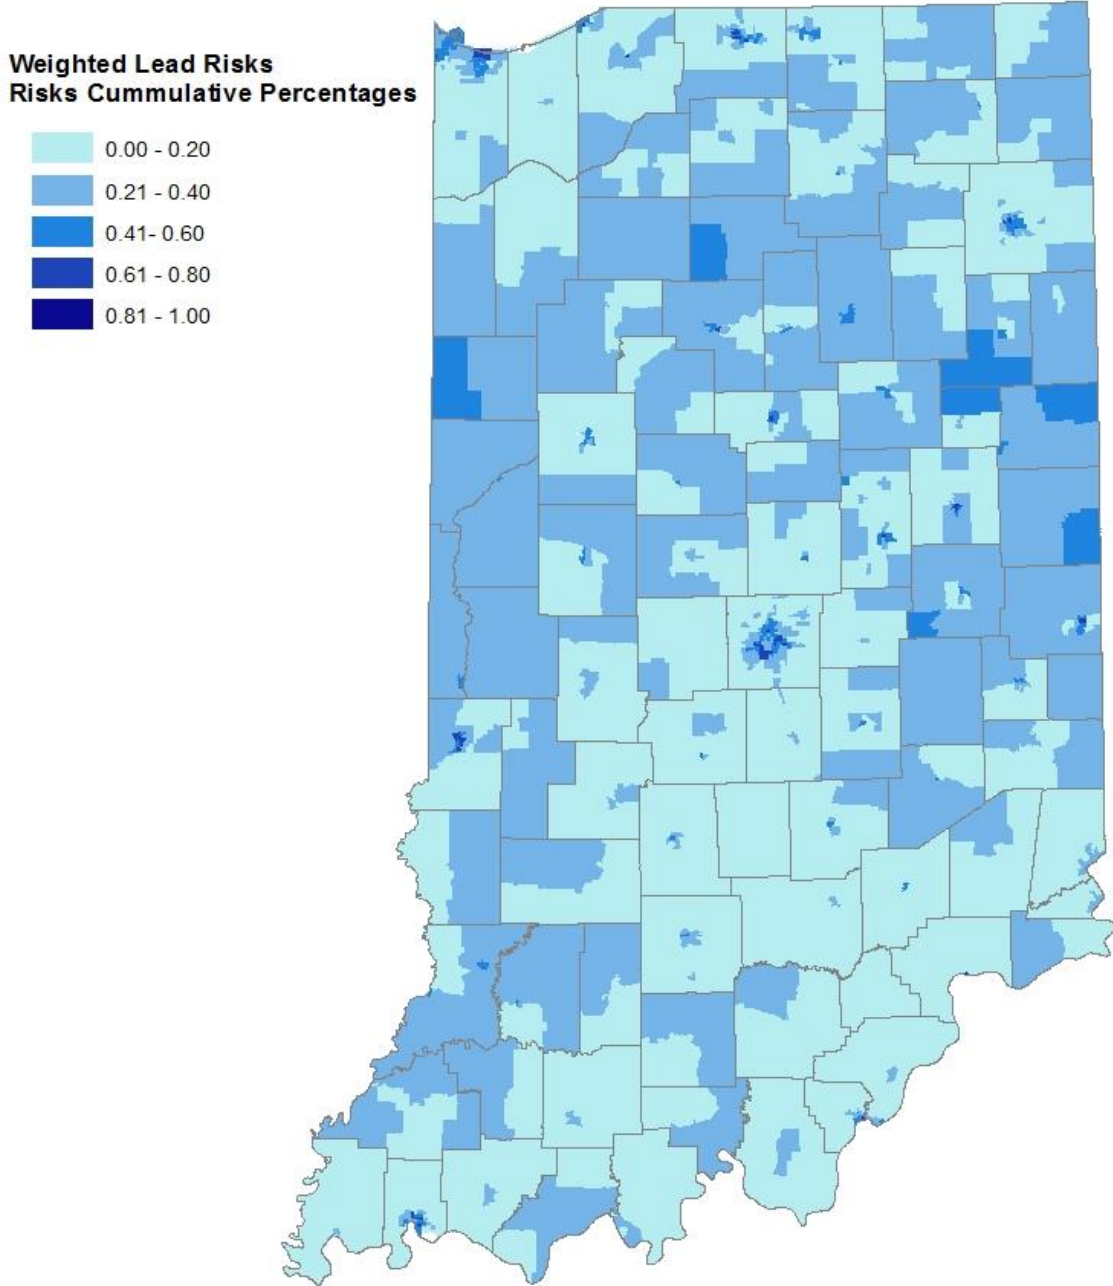 Weighted Lead Risks
Risks Cummulative Percentages
0.00 - 0.20
0.21 - 0.40
0.41- 0.60
0.61 - 0.80
0.81 - 1.00